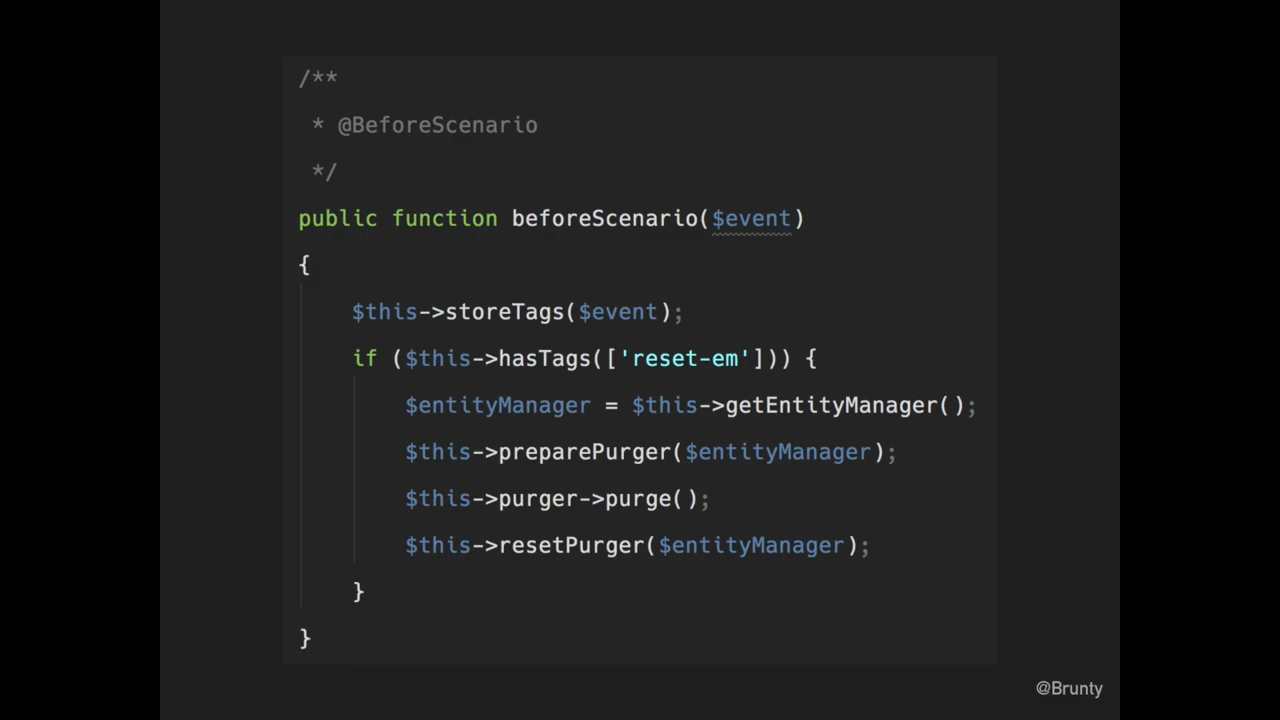 /**
 * @BeforeScenario
 */
public function beforeScenario($event)
{
    $this->storeTags($event);
    if ($this->hasTags(['reset-em'])) {
        $entityManager = $this->getEntityManager();
        $this->preparePurger($entityManager);
        $this->purger->purge();
        $this->resetPurger($entityManager);
    }
}
@Brunty